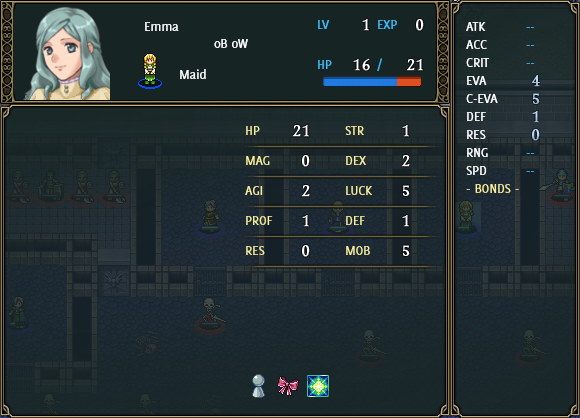 Emma
LV 1 EXP 0
oB oW
Maid
HP 16 / 21
HP 21 STR 1
MAG 0 DEX 2
AGI 2 LUCK 5
PROF 1 DEF 1
RES 0 MOB 5
ATK --
ACC --
CRIT --
EVA 4
C-EVA 5
DEF 1
RES 0
RNG --
SPD --
- BONDS -